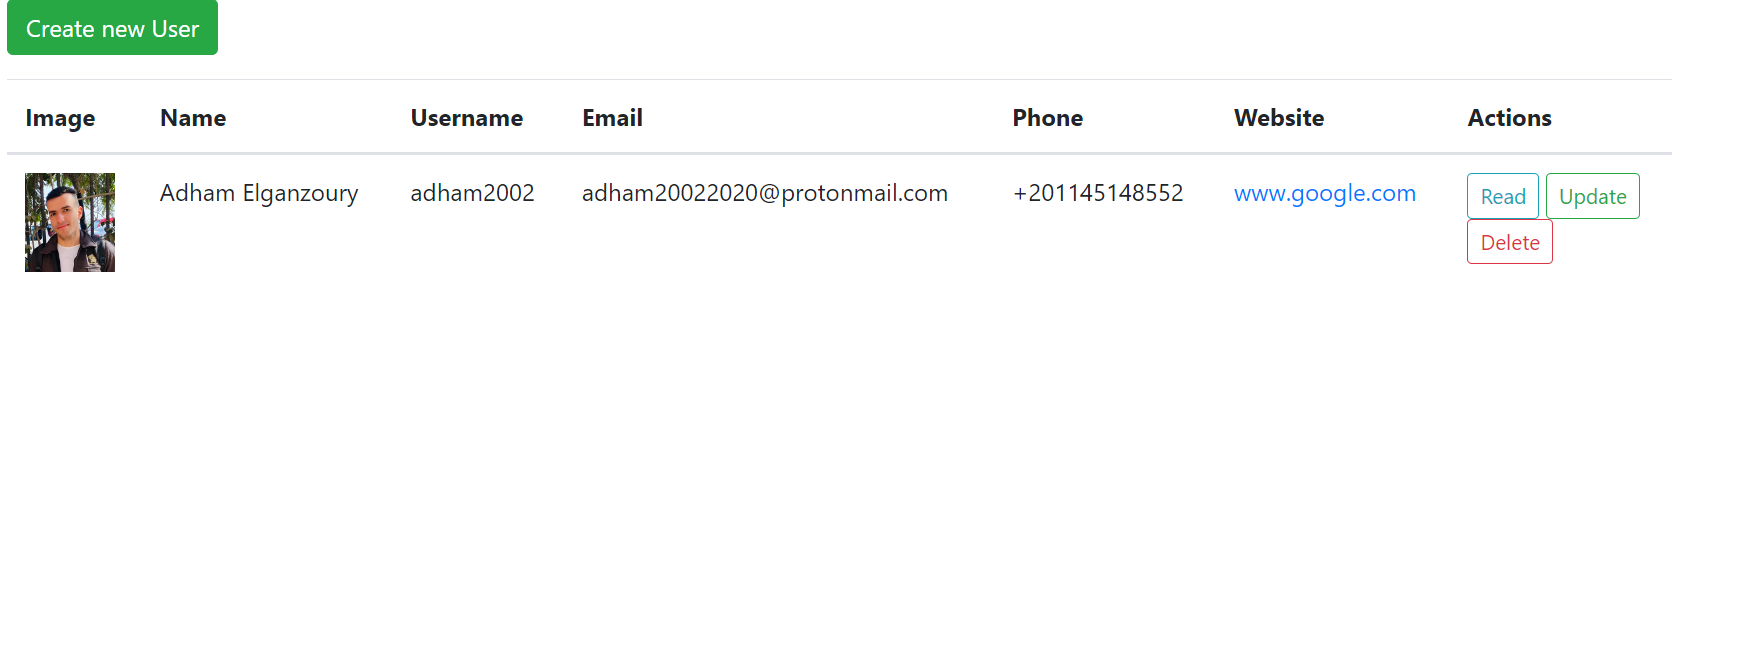 Create new User
Image Name Username Email Phone Website Actions
Adham Elganzoury adham2002 adham20022020@protonmail.com +201145148552 www.google.com Read Update
Delete